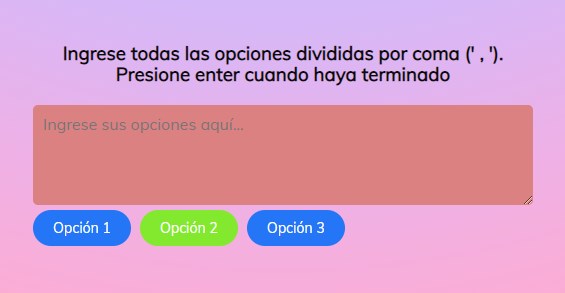 Ingrese todas las opciones divididas por coma (' , ').
Presione enter cuando haya terminado
Ingrese sus opciones aquí...
Opción 1
Opción 2
Opción 3